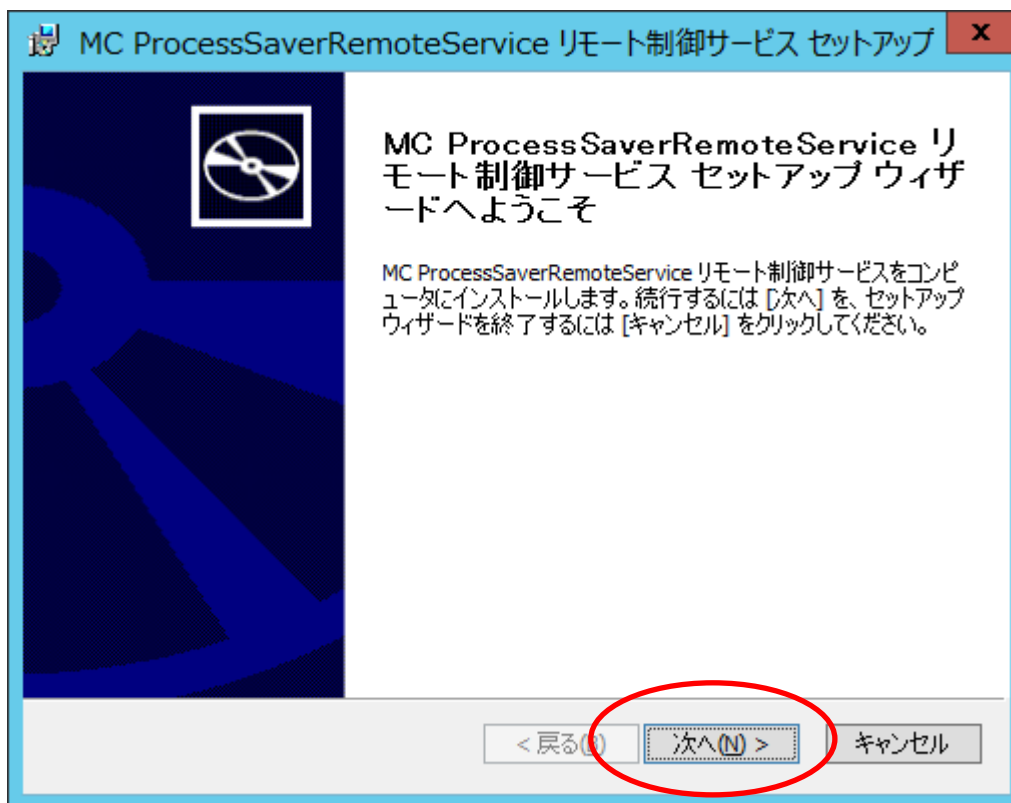 MC ProcessSaverRemoteService リモート制御サービス セットアップ
x
MC ProcessSaverRemoteService リ
モート制御サービス セットアップ ウィザ
ードへようこそ
MC ProcessSaverRemoteService リモート制御サービスをコンピ
ュータにインストールします。続行するには [次へ] を、セットアップ
ウィザードを終了するには [キャンセル] をクリックしてください。
< 戻る(B)
次へ(N) >
キャンセル